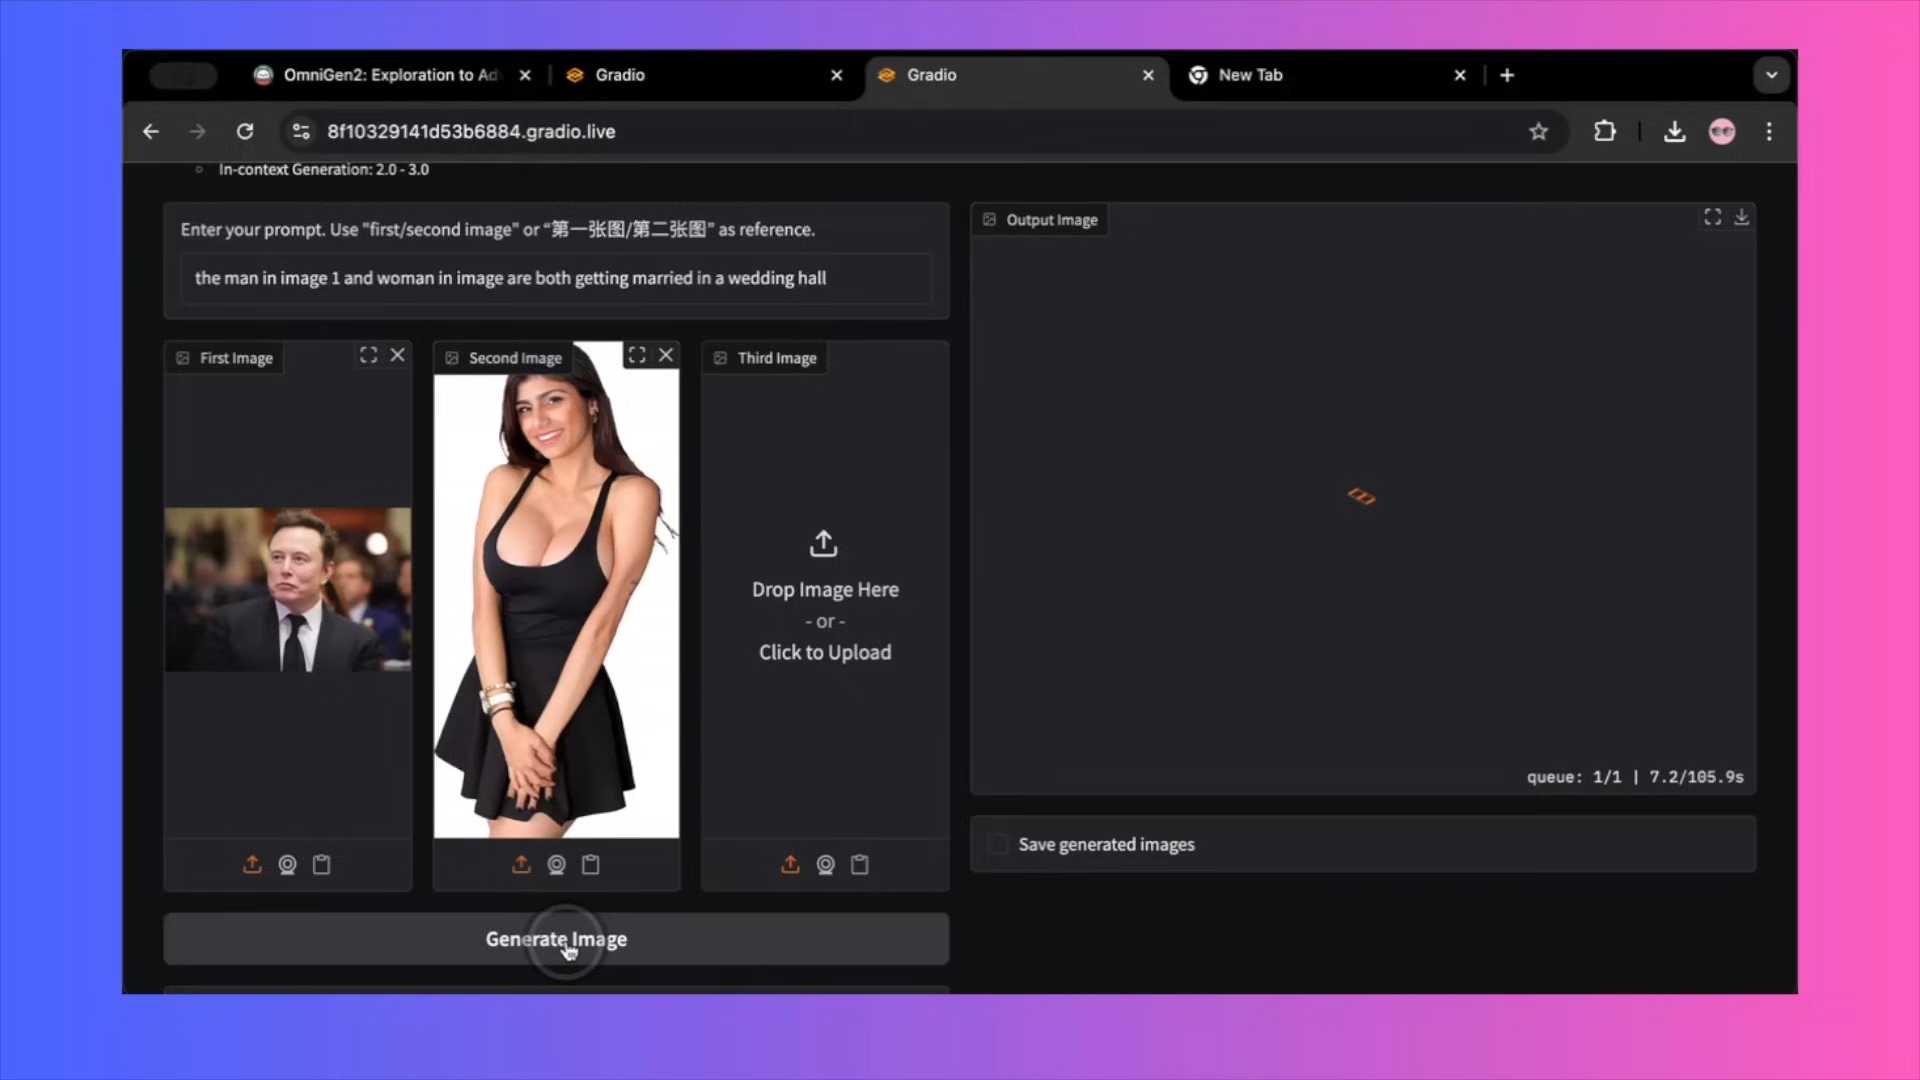 OmniGen2: Exploration to Ad
Gradio
Gradio
New Tab
8f10329141d53b6884.gradio.live
In-context Generation: 2.0 - 3.0
Enter your prompt. Use "first/second image" or “第一张图/第二张图” as reference.
the man in image 1 and woman in image are both getting married in a wedding hall
First Image
Second Image
Third Image
Drop Image Here
- or -
Click to Upload
Output Image
queue: 1/1 | 7.2/105.9s
Save generated images
Generate Image